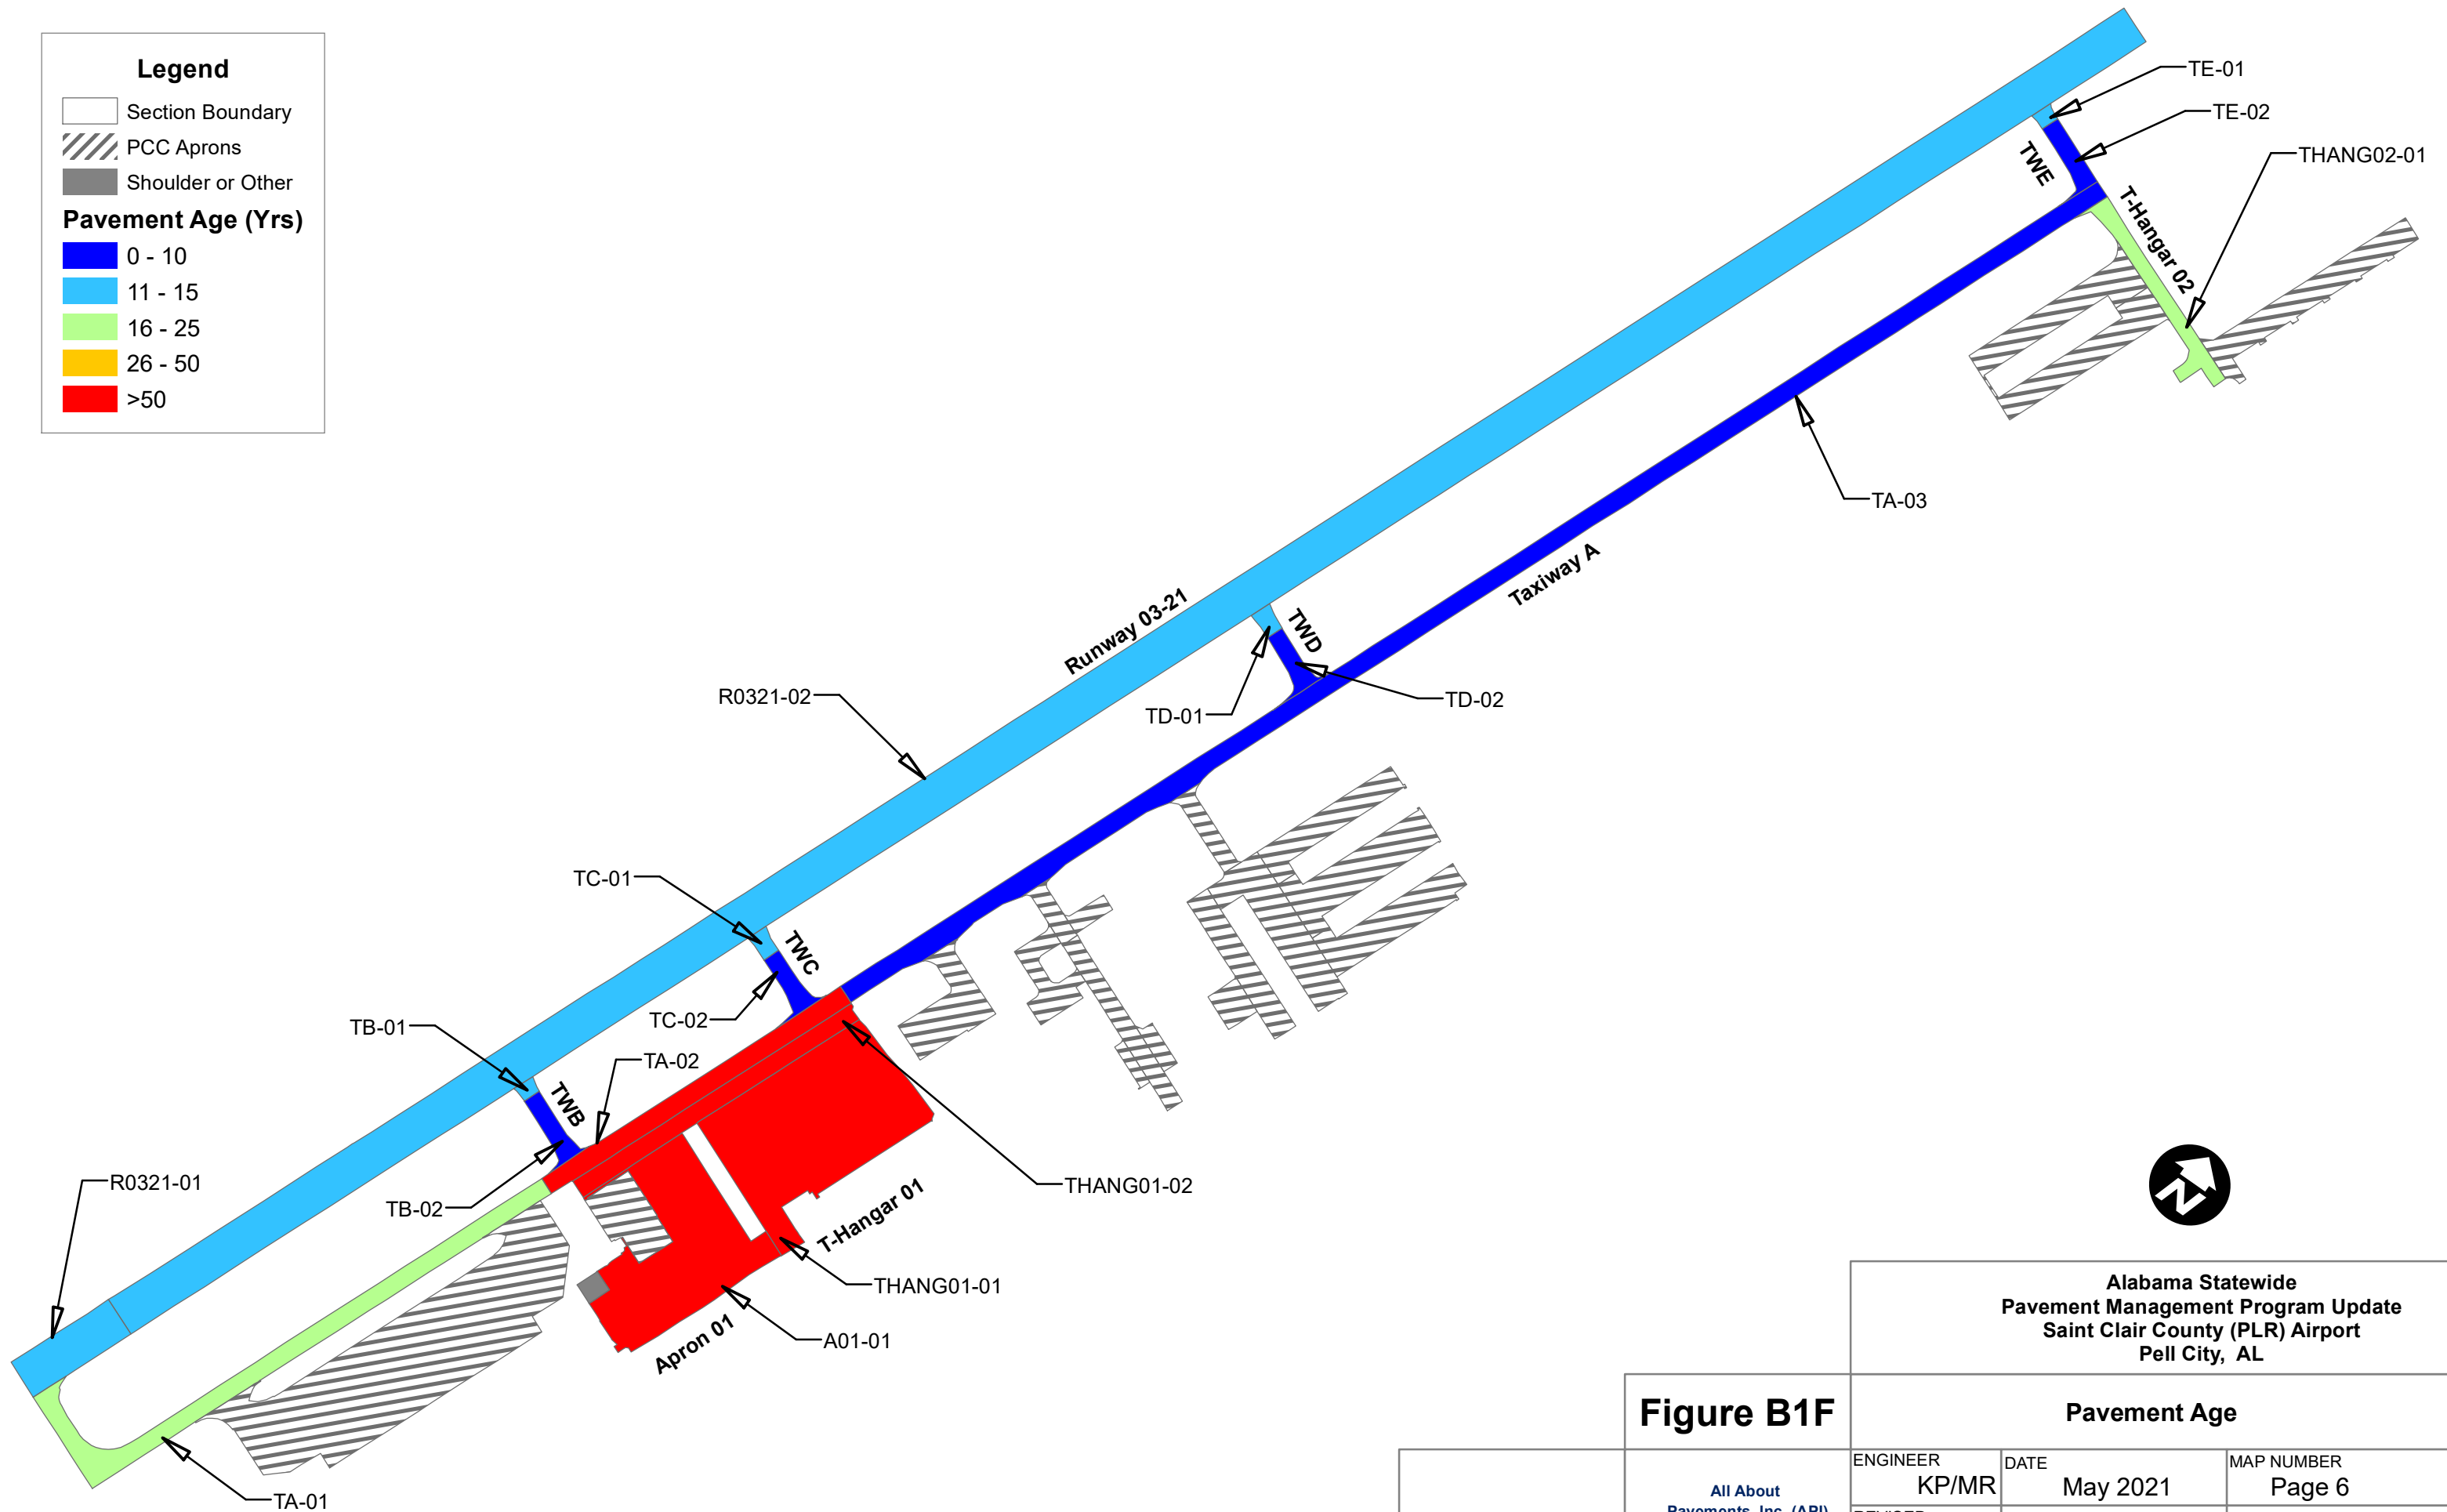 Legend
Section Boundary
PCC Aprons
Shoulder or Other
Pavement Age (Yrs)
0 - 10
11 - 15
16 - 25
26 - 50
>50
TE-01
TE-02
THANG02-01
TWE
T-Hangar 02
TA-03
Taxiway A
Runway 03-21
TWD
R0321-02
TD-01
TD-02
TC-01
TWC
TC-02
TB-01
TA-02
TWB
R0321-01
TB-02
THANG01-02
T-Hangar 01
THANG01-01
A01-01
Apron 01
TA-01
N
Alabama Statewide
Pavement Management Program Update
Saint Clair County (PLR) Airport
Pell City, AL
Figure B1F
Pavement Age
ENGINEER
KP/MR
DATE
May 2021
MAP NUMBER
Page 6
All About
Pavements, Inc. (API)